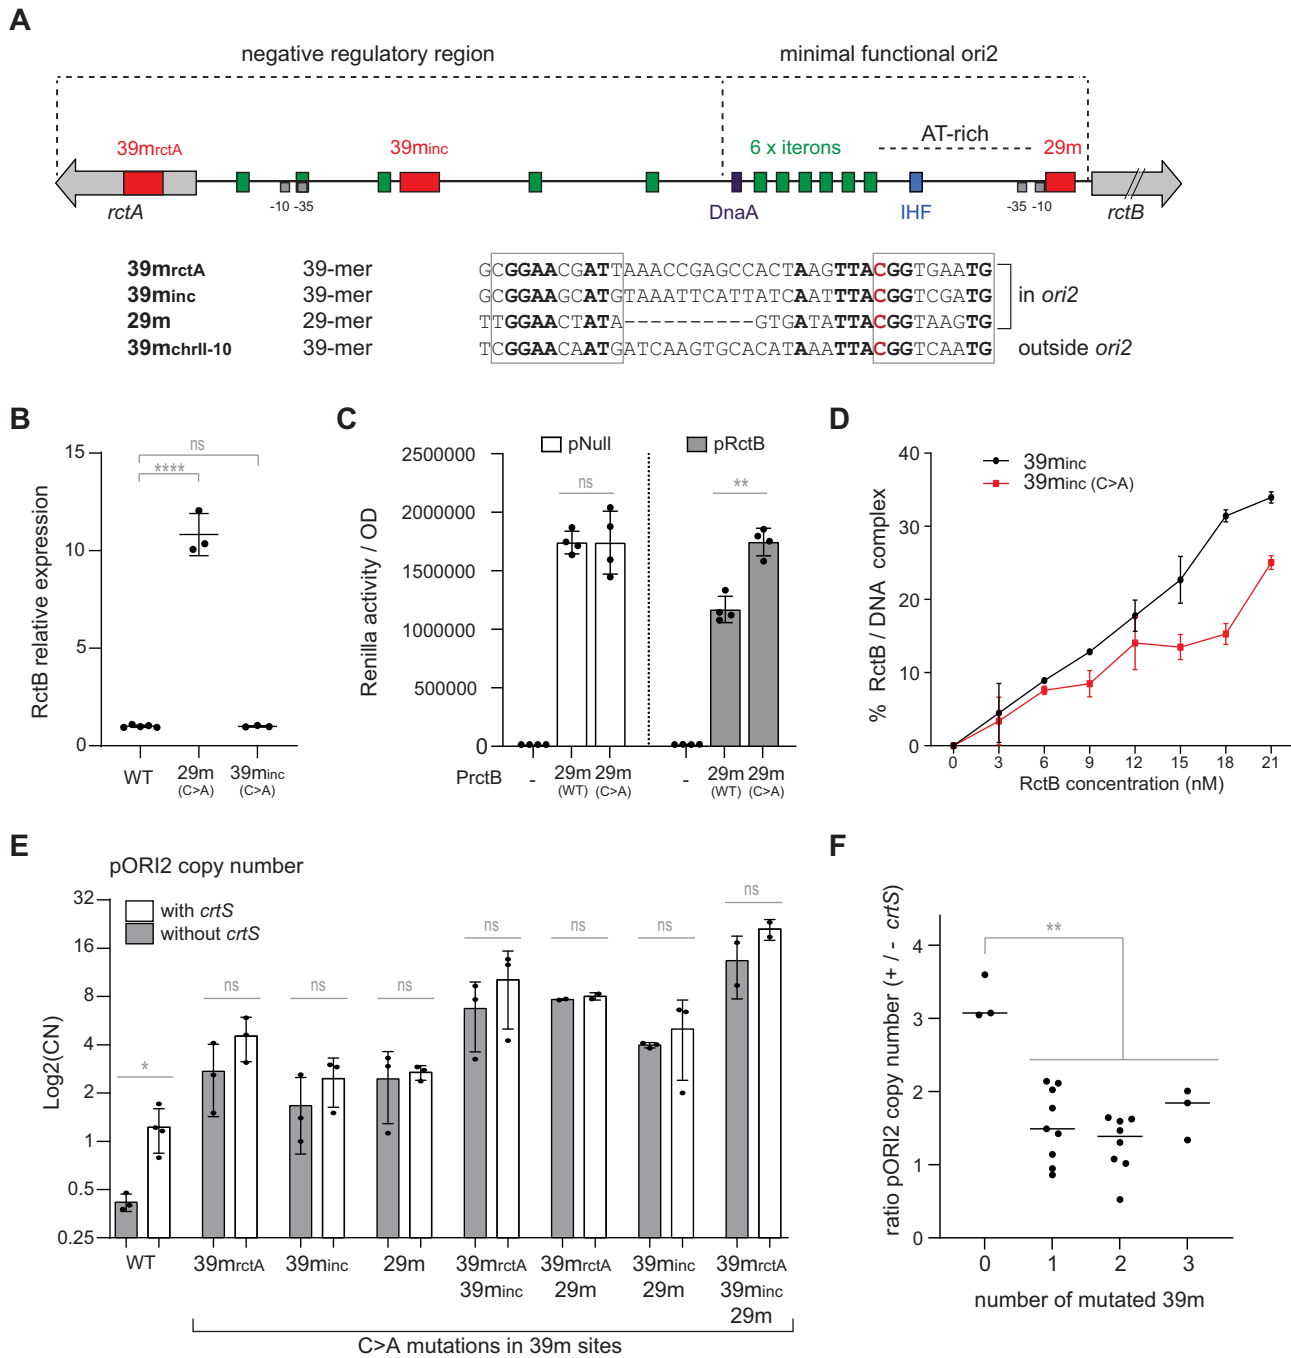 A
negative regulatory region
minimal functional ori2
39mrctA
39minc
6 x iterons
AT-rich
29m
-10
-35
-35
-10
rctA
DnaA
IHF
rctB
39mrctA 39-mer GCGGAACGATTAAACCGAGCCACTAAGTTACGGTGAATG
39minc 39-mer GCGGAAGCATGTAAATTCATTATCAATTTACGGTCGATG
29m 29-mer TTGGAACTATA----------GTGATATTACGGTAAGTG
39mchrII-10 39-mer TCGGAACAATGATCAAGTGCACATAAATTACGGTCAATG
in ori2
outside ori2
B
RctB relative expression
15
10
5
0
ns
****
WT
29m (C>A)
39minc (C>A)
C
pNull
pRctB
Renilla activity / OD
2500000
2000000
1500000
1000000
500000
0
ns
**
PrctB
-
29m (WT)
29m (C>A)
-
29m (WT)
29m (C>A)
D
% RctB / DNA complex
40
30
20
10
0
39minc
39minc (C>A)
0 3 6 9 12 15 18 21
RctB concentration (nM)
E
pORI2 copy number
with crtS
without crtS
Log2(CN)
32
16
8
4
2
1
0.5
0.25
*
ns
ns
ns
ns
ns
ns
ns
WT
39mrctA
39minc
29m
39mrctA
39minc
39mrctA
29m
39minc
29m
39mrctA
39minc
29m
C>A mutations in 39m sites
F
ratio pORI2 copy number (+ / - crtS)
4
3
2
1
0
**
0 1 2 3
number of mutated 39m